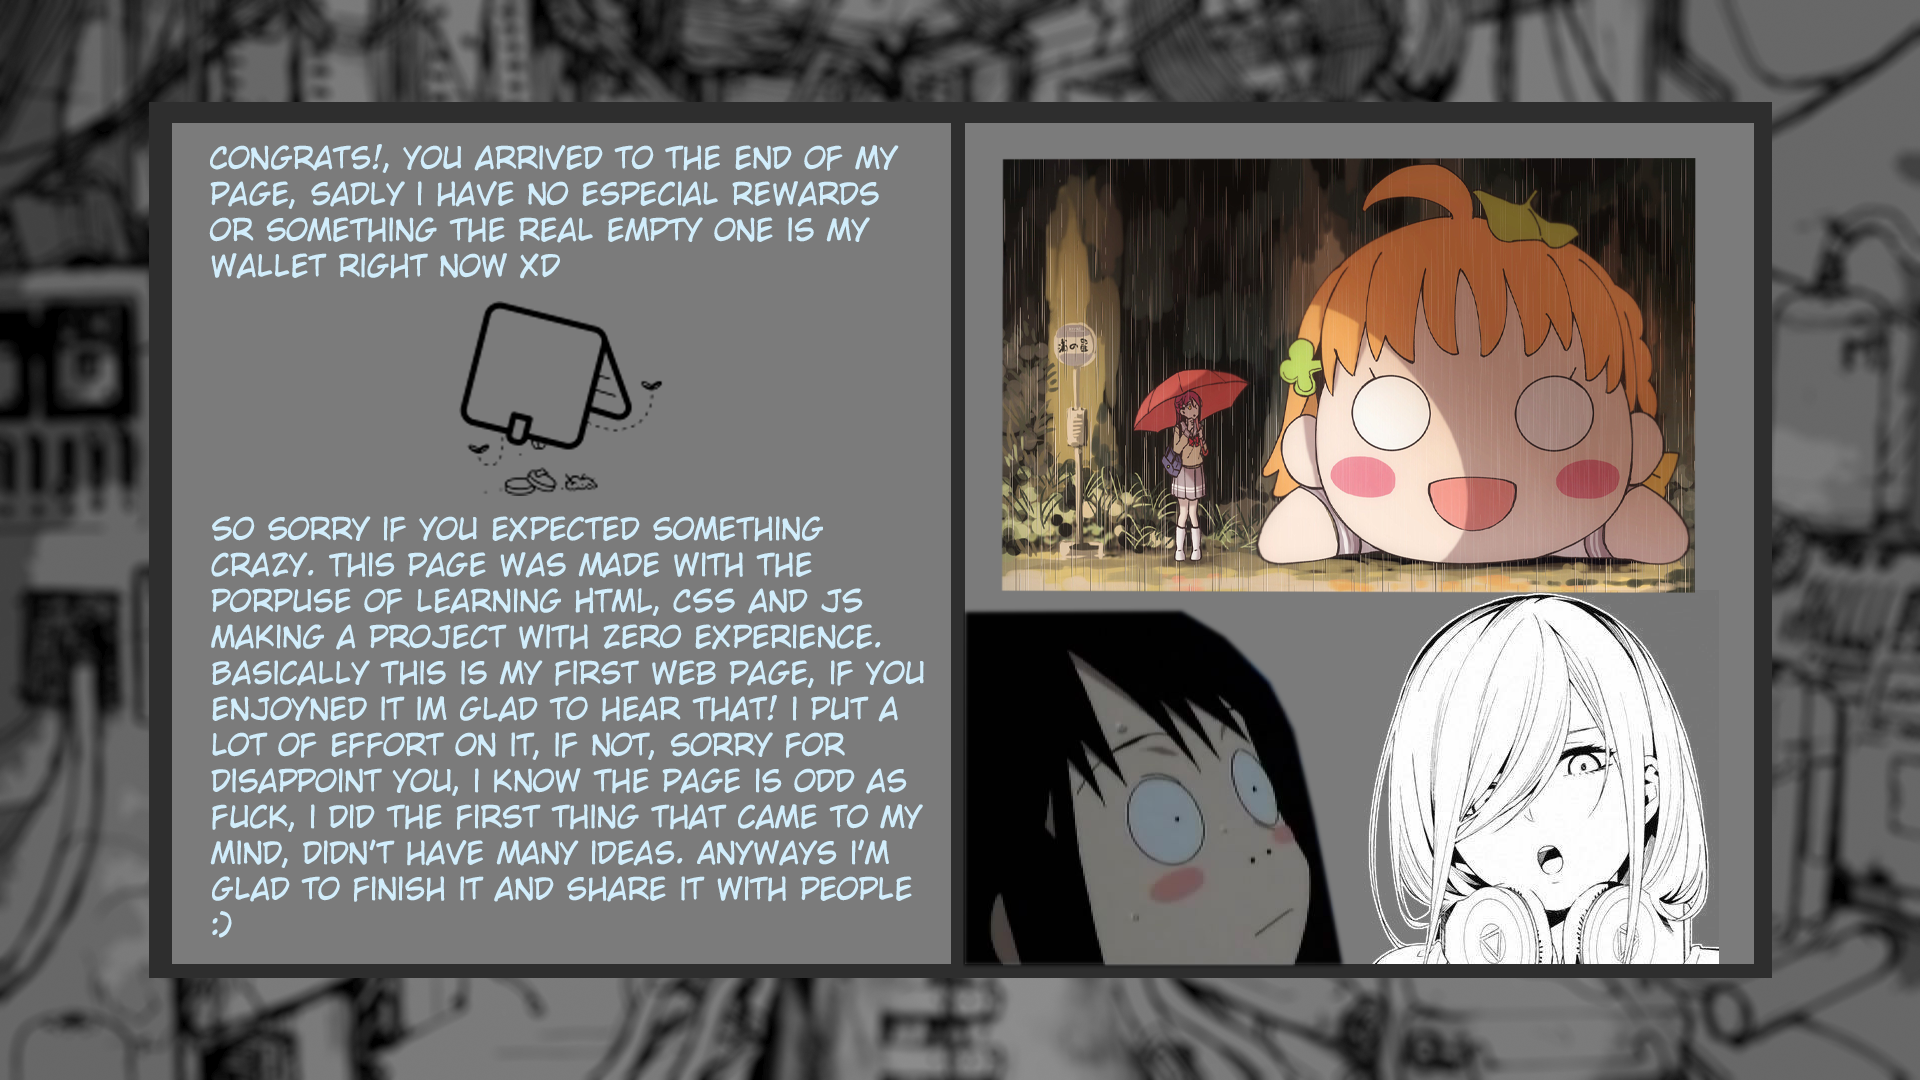 CONGRATS!, YOU ARRIVED TO THE END OF MY
PAGE, SADLY I HAVE NO ESPECIAL REWARDS
OR SOMETHING THE REAL EMPTY ONE IS MY
WALLET RIGHT NOW XD
SO SORRY IF YOU EXPECTED SOMETHING
CRAZY. THIS PAGE WAS MADE WITH THE
PORPUSE OF LEARNING HTML, CSS AND JS
MAKING A PROJECT WITH ZERO EXPERIENCE.
BASICALLY THIS IS MY FIRST WEB PAGE, IF YOU
ENJOYNED IT IM GLAD TO HEAR THAT! I PUT A
LOT OF EFFORT ON IT, IF NOT, SORRY FOR
DISAPPOINT YOU, I KNOW THE PAGE IS ODD AS
FUCK, I DID THE FIRST THING THAT CAME TO MY
MIND, DIDN'T HAVE MANY IDEAS. ANYWAYS I'M
GLAD TO FINISH IT AND SHARE IT WITH PEOPLE
:)